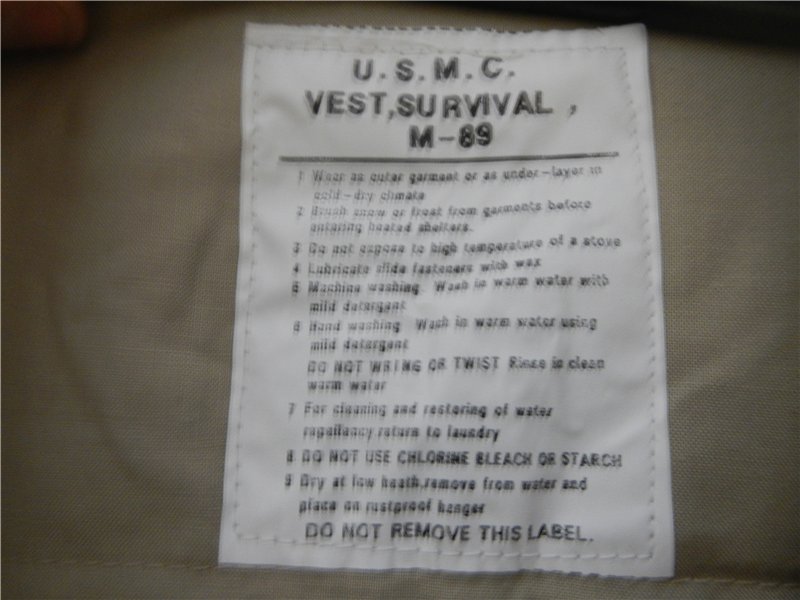 U.S.M.C.
VEST,SURVIVAL,
M-89
1 Wear as outer garment or as under-layer in
cold-dry climate
2 Brush snow or frost from garments before
entering heated shelters.
3 Do not expose to high temperature of a stove
4 Lubricate slide fasteners with wax
5 Machine washing. Wash in warm water with
mild detergent
6 Hand washing Wash in warm water using
mild detergent
DO NOT WRING OR TWIST Rinse in clean
warm water
7 For cleaning and restoring of water
repellancy return to laundry
8 DO NOT USE CHLORINE BLEACH OR STARCH
9 Dry at low heath,remove from water and
place on rustproof hanger
DO NOT REMOVE THIS LABEL.